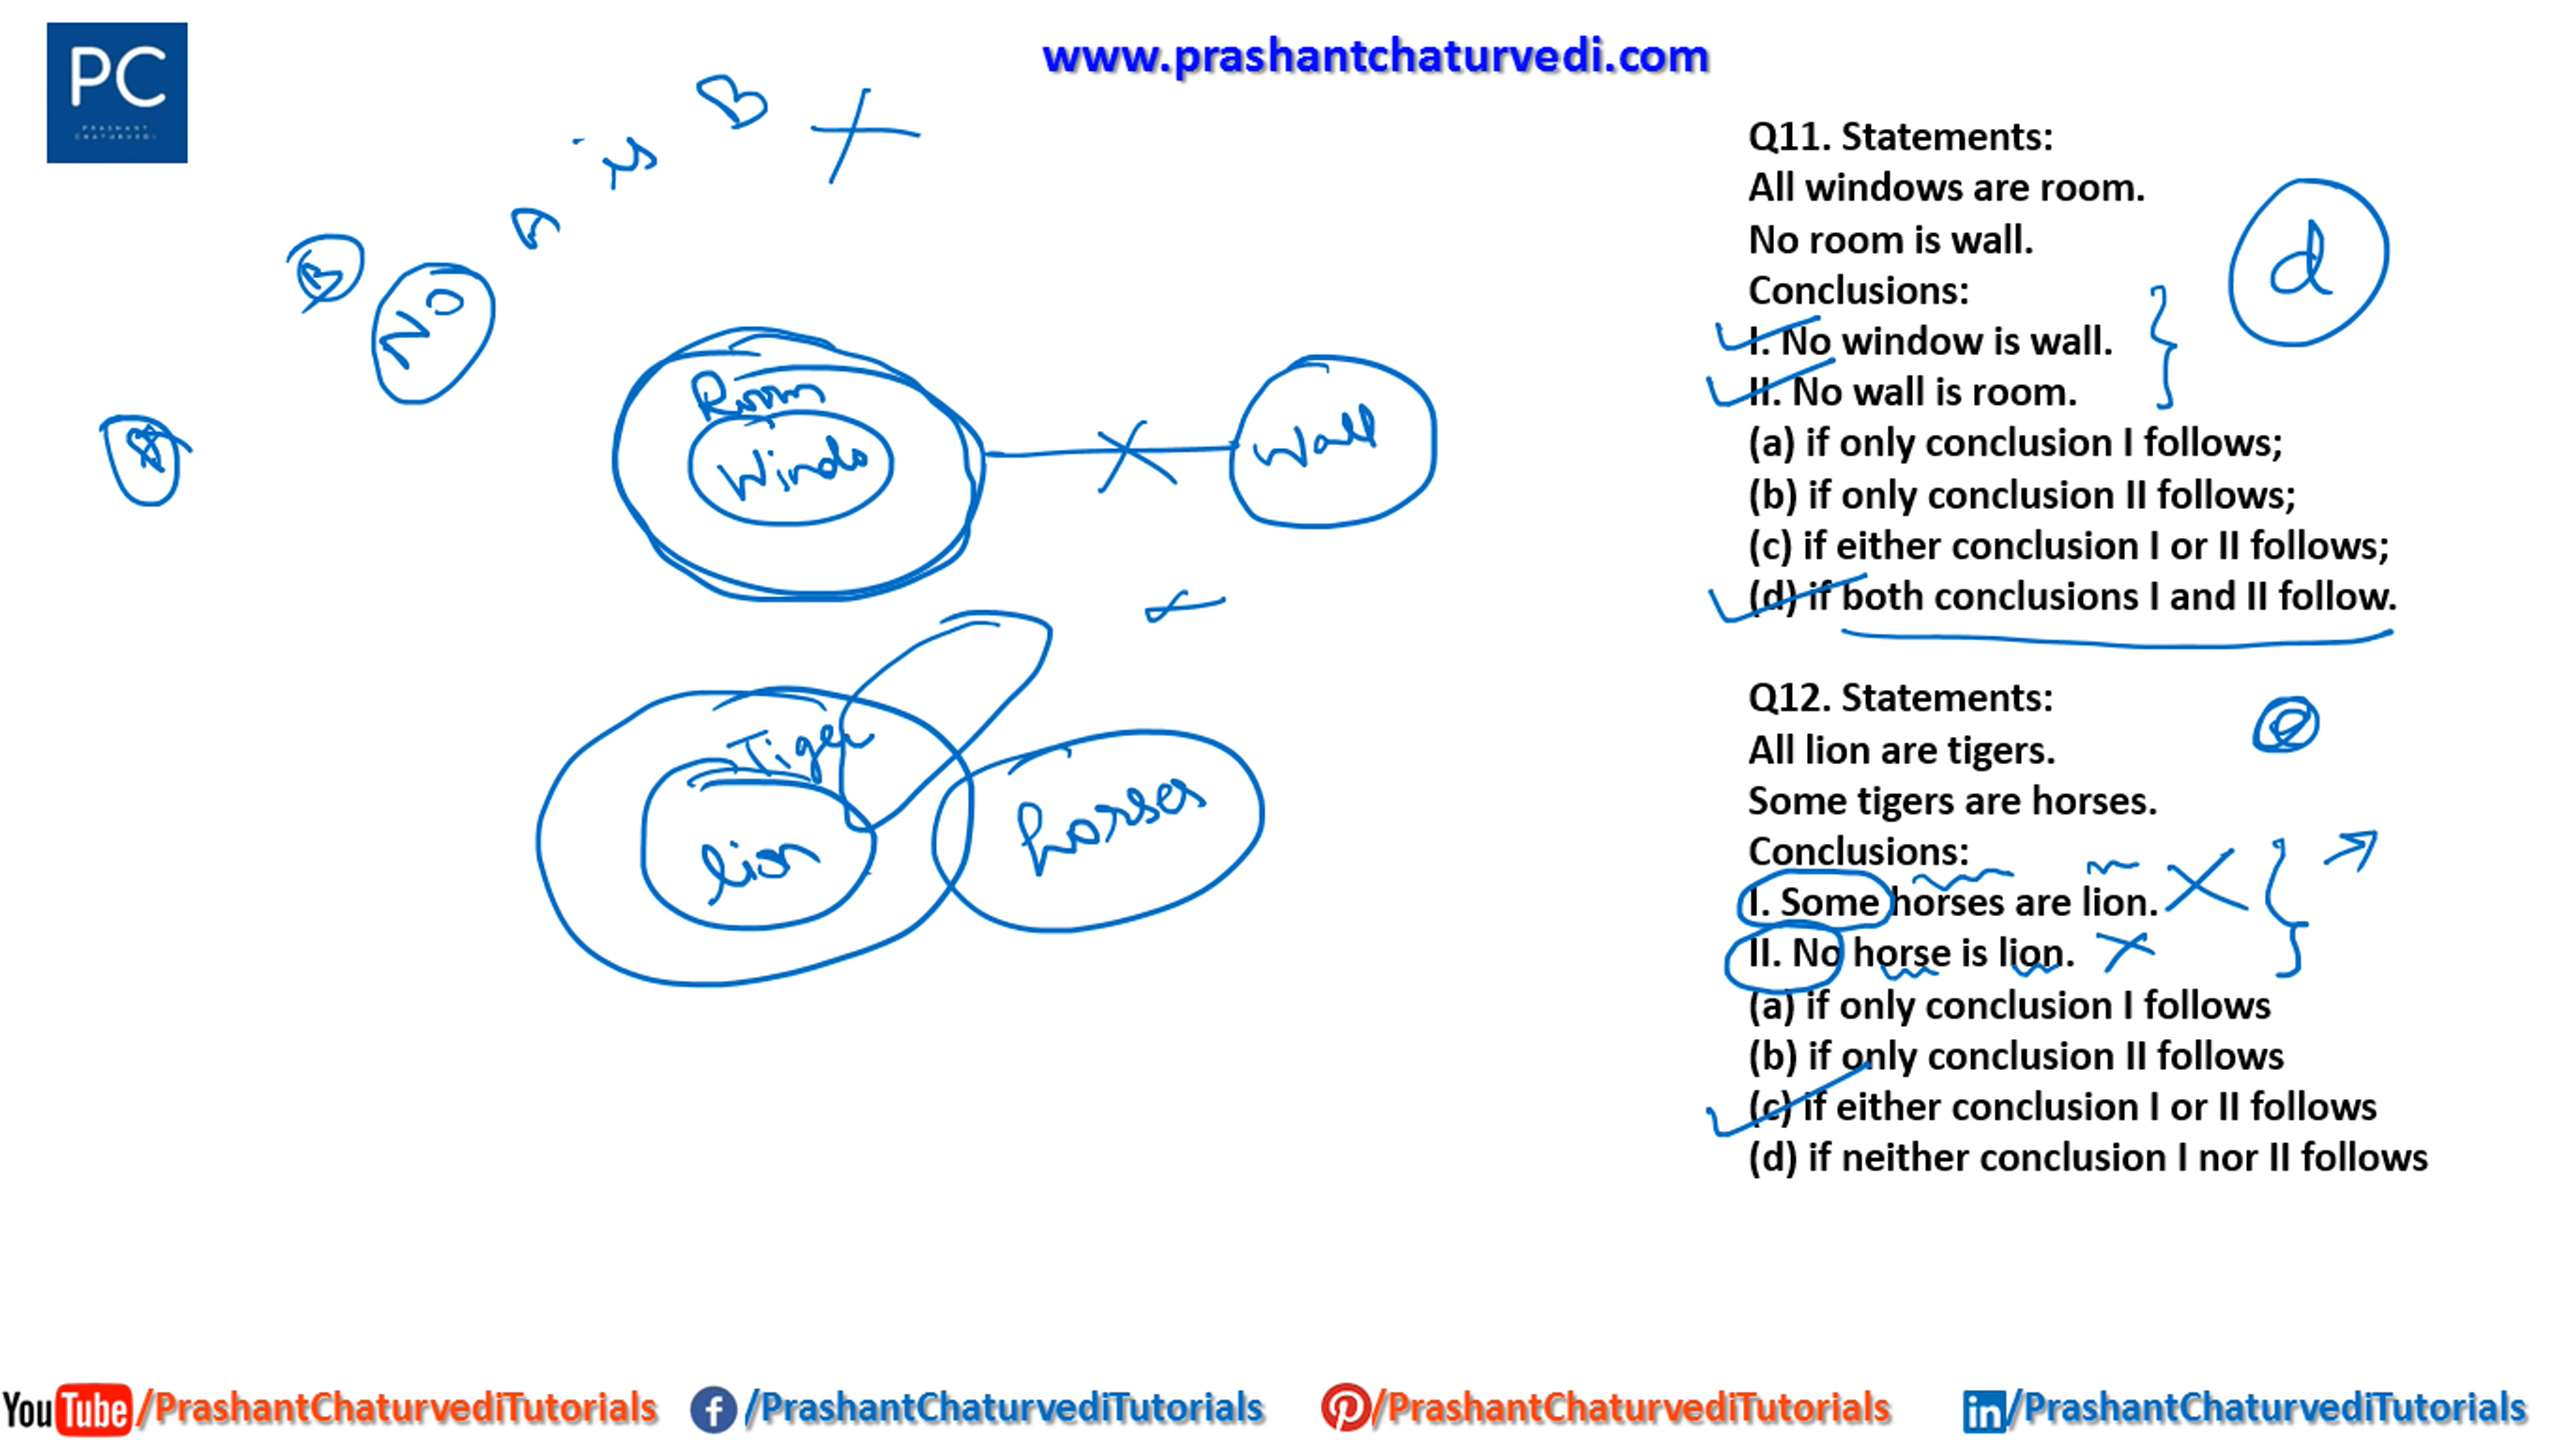 PC
PRASHANT
CHATURVEDI
www.prashantchaturvedi.com
No A is B
B
A
Room
Windo
Wall
Tiger
lion
horses
Q11. Statements:
All windows are room.
No room is wall.
Conclusions:
I. No window is wall.
II. No wall is room.
d
(a) if only conclusion I follows;
(b) if only conclusion II follows;
(c) if either conclusion I or II follows;
(d) if both conclusions I and II follow.
Q12. Statements:
All lion are tigers.
Some tigers are horses.
Conclusions:
I. Some horses are lion.
II. No horse is lion.
(a) if only conclusion I follows
(b) if only conclusion II follows
(c) if either conclusion I or II follows
(d) if neither conclusion I nor II follows
YouTube/PrashantChaturvediTutorials f/PrashantChaturvediTutorials /PrashantChaturvediTutorials in/PrashantChaturvediTutorials